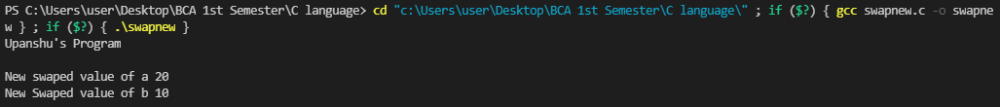 PS C:\Users\user\Desktop\BCA 1st Semester\C language> cd "c:\Users\user\Desktop\BCA 1st Semester\C language\" ; if ($?) { gcc swapnew.c -o swapne
w } ; if ($?) { .\swapnew }
Upanshu's Program
New swaped value of a 20
New Swaped value of b 10